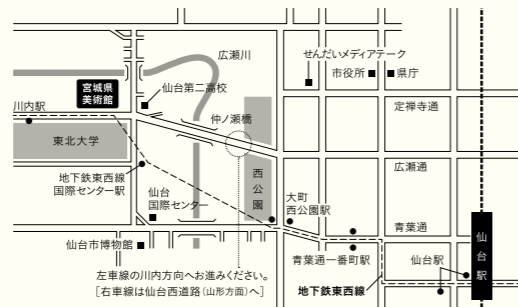 広瀬川
せんだいメディアテーク
市役所
県庁
宮城県
美術館
仙台第二高校
川内駅
仲ノ瀬橋
定禅寺通
東北大学
広瀬通
地下鉄東西線
国際センター駅
西公園
仙台
国際センター
大町
西公園駅
青葉通
仙台市博物館
青葉通一番町駅
仙台駅
仙台駅
左車線の川内方向へお進みください。
[右車線は仙台西道路(山形方面)へ]
地下鉄東西線